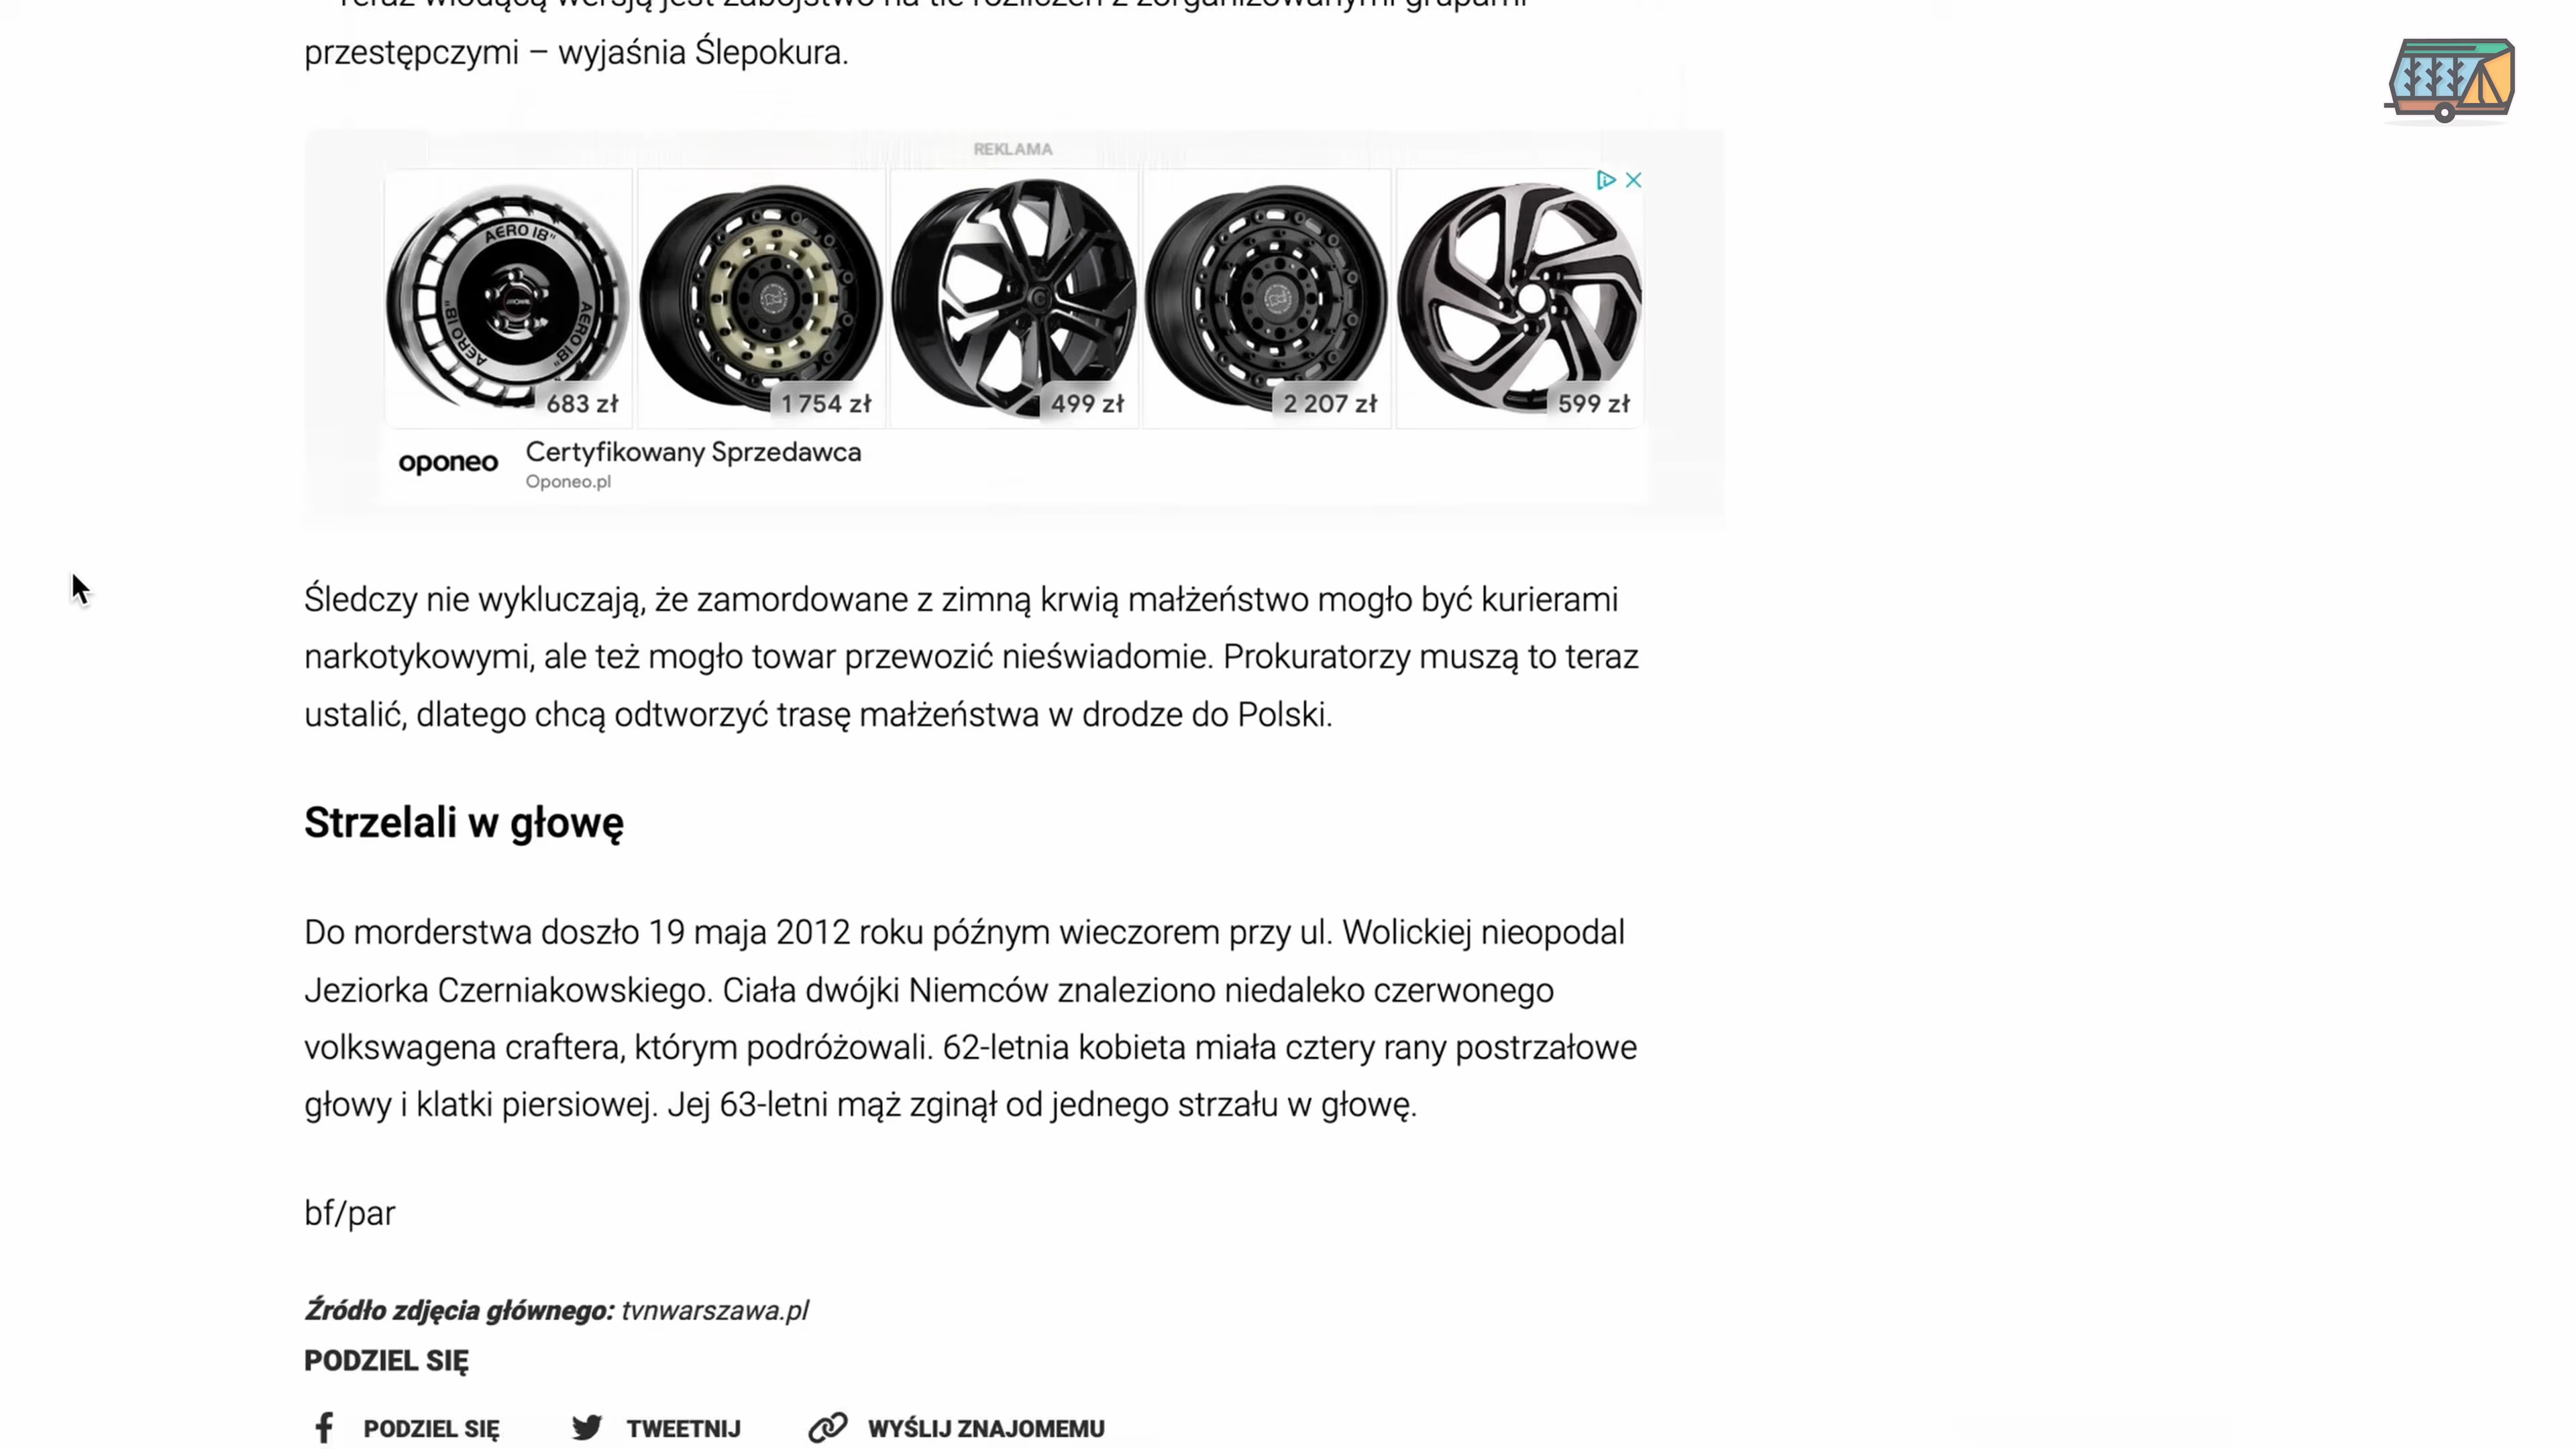 Teraz wiodącą wersją jest zabójstwo na tle rozliczeń z zorganizowanymi grupami
przestępczymi – wyjaśnia Ślepokura.
REKLAMA
AERO 18"
AERO 18"
AERO 18"
683 zł
1 754 zł
499 zł
2 207 zł
599 zł
oponeo
Certyfikowany Sprzedawca
Oponeo.pl
Śledczy nie wykluczają, że zamordowane z zimną krwią małżeństwo mogło być kurierami
narkotykowymi, ale też mogło towar przewozić nieświadomie. Prokuratorzy muszą to teraz
ustalić, dlatego chcą odtworzyć trasę małżeństwa w drodze do Polski.
Strzelali w głowę
Do morderstwa doszło 19 maja 2012 roku późnym wieczorem przy ul. Wolickiej nieopodal
Jeziorka Czerniakowskiego. Ciała dwójki Niemców znaleziono niedaleko czerwonego
volkswagena craftera, którym podróżowali. 62-letnia kobieta miała cztery rany postrzałowe
głowy i klatki piersiowej. Jej 63-letni mąż zginął od jednego strzału w głowę.
bf/par
Źródło zdjęcia głównego: tvnwarszawa.pl
PODZIEL SIĘ
PODZIEL SIĘ
TWEETNIJ
WYŚLIJ ZNAJOMEMU